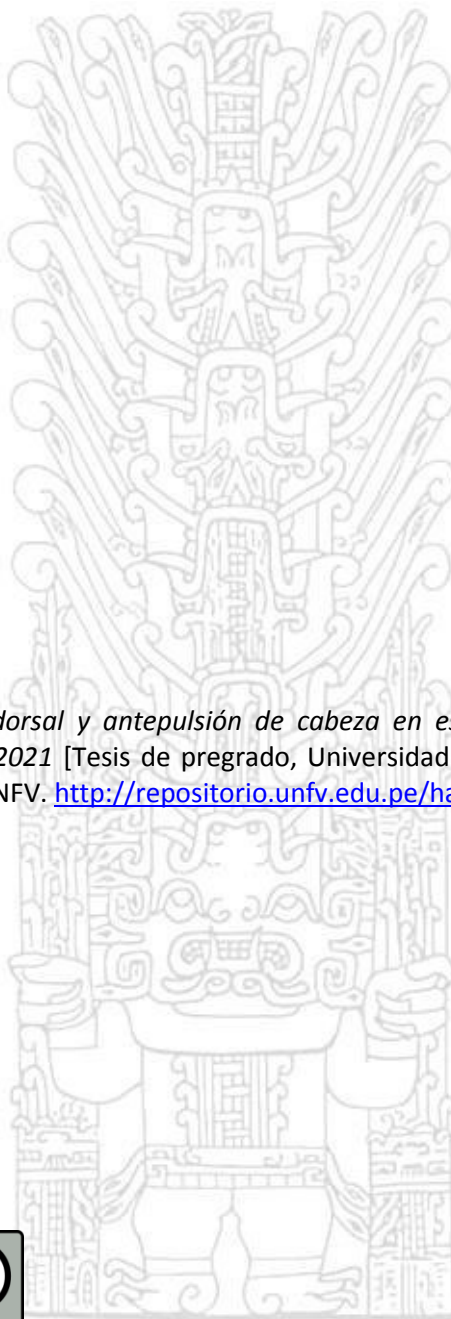 dorsal y antepulsión de cabeza en es
2021 [Tesis de pregrado, Universidad
NFV. http://repositorio.unfv.edu.pe/ha